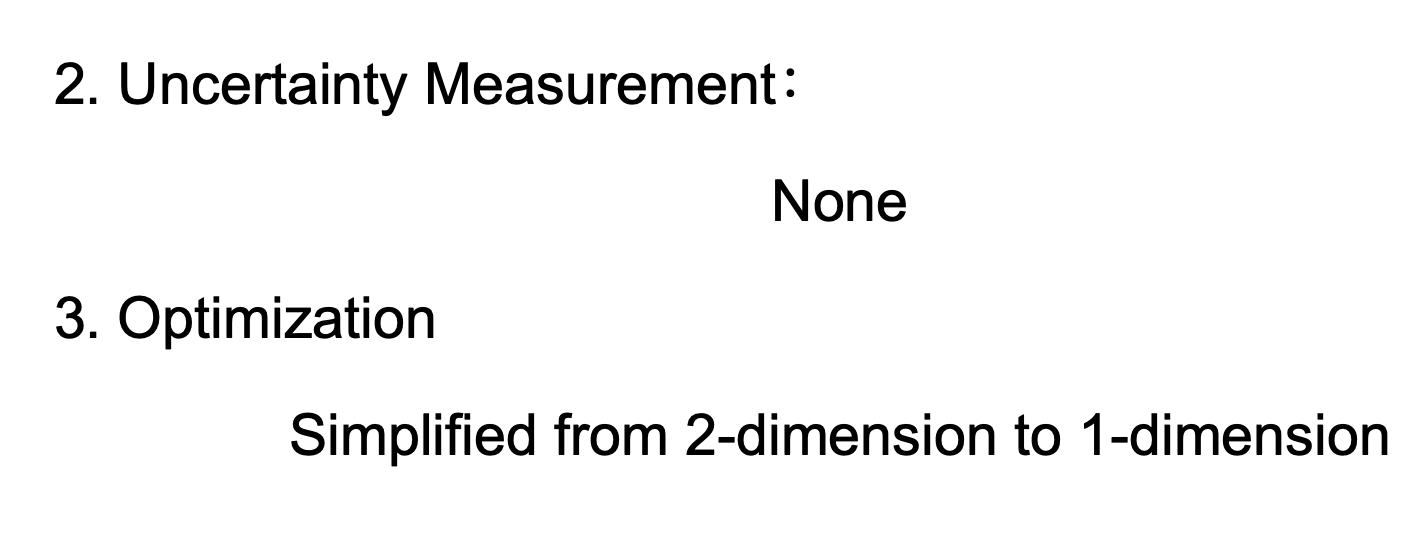 2. Uncertainty Measurement：
None
3. Optimization
Simplified from 2-dimension to 1-dimension